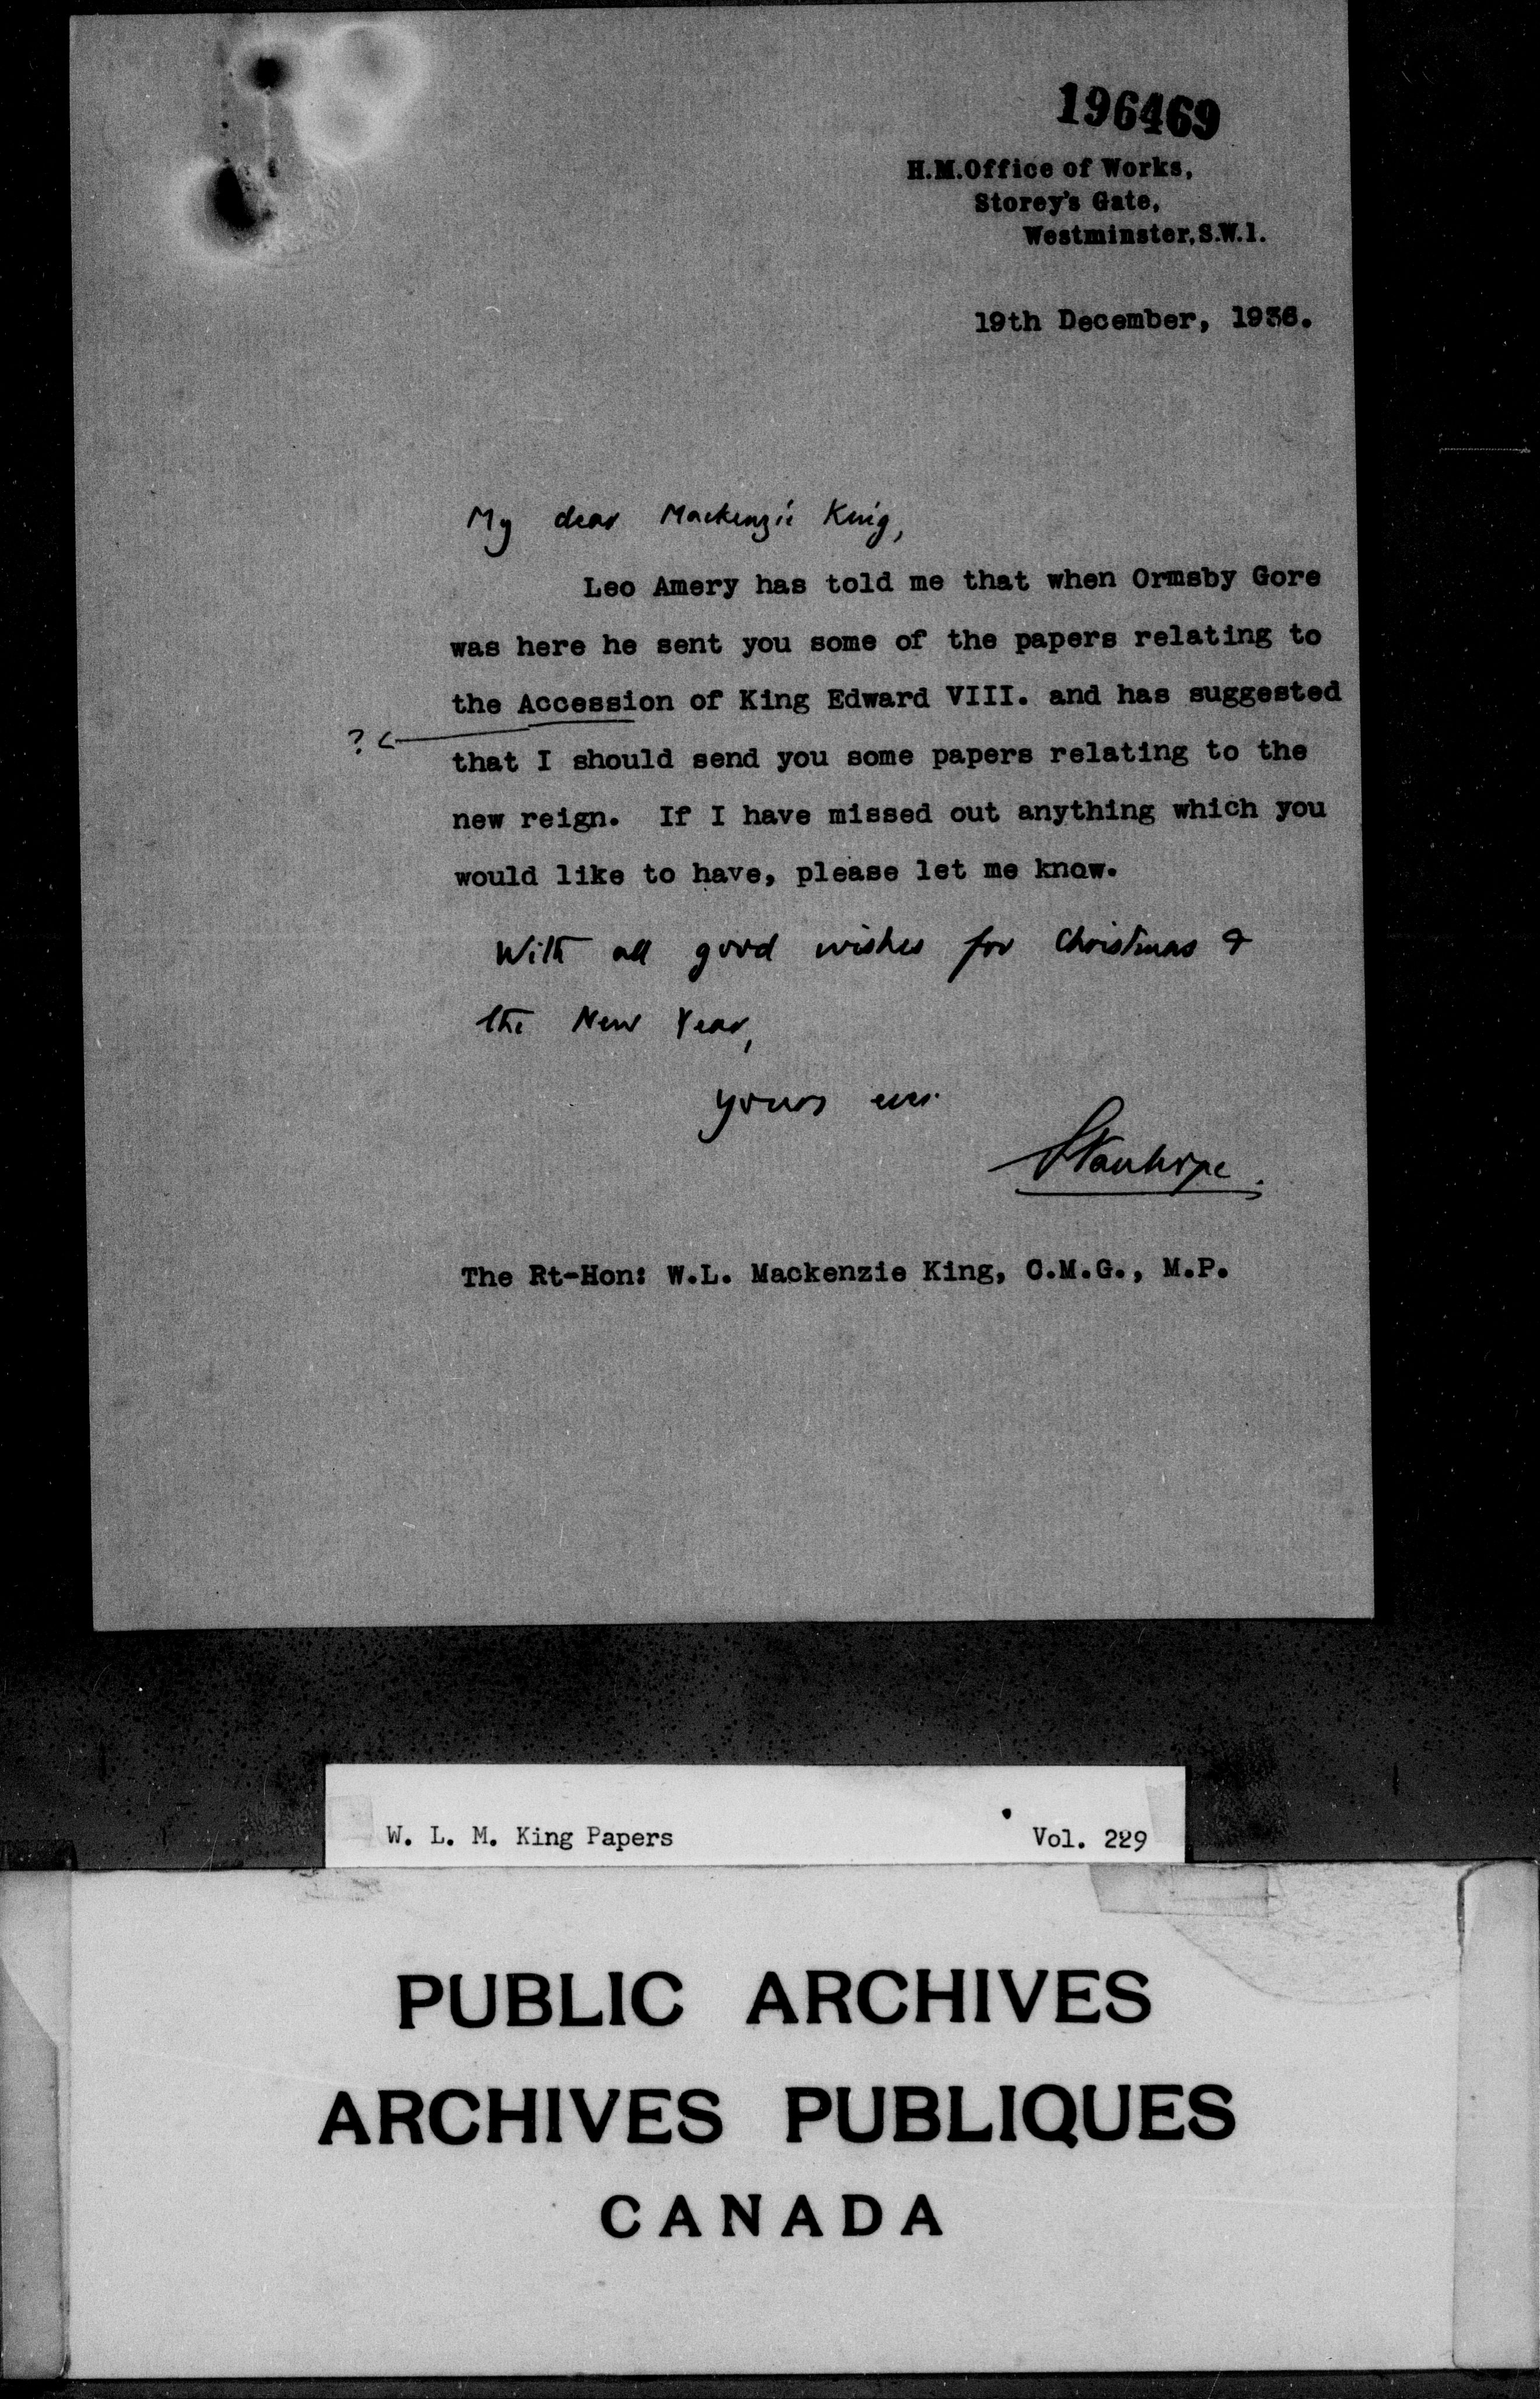 196469
H.M.Office of Works,
Storey's Gate,
Westminster, S.W.1.
19th December, 1936.
My dear Mackenzie King,
Leo Amery has told me that when Ormsby Gore
was here he sent you some of the papers relating to
the Accession of King Edward VIII. and has suggested
? ←
that I should send you some papers relating to the
new reign. If I have missed out anything which you
would like to have, please let me know.
With all good wishes for Christmas &
the New Year,
Yours ever
Stanhope.
The Rt-Hon: W.L. Mackenzie King, C.M.G., M.P.
W. L. M. King Papers Vol. 229
PUBLIC ARCHIVES
ARCHIVES PUBLIQUES
CANADA